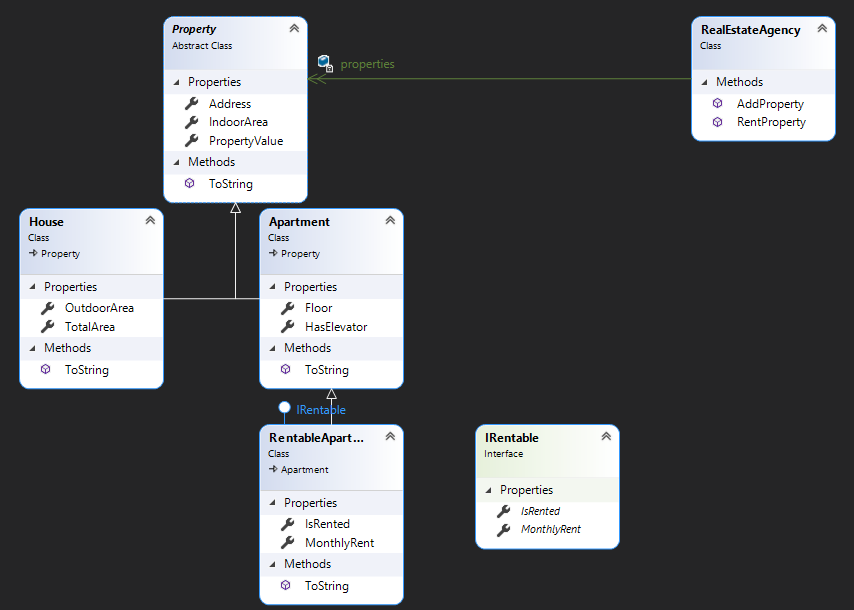 Property
Abstract Class
Properties
Address
IndoorArea
PropertyValue
Methods
ToString
properties
RealEstateAgency
Class
Methods
AddProperty
RentProperty
House
Class
Property
Properties
OutdoorArea
TotalArea
Methods
ToString
Apartment
Class
Property
Properties
Floor
HasElevator
Methods
ToString
IRentable
RentableApart...
Class
Apartment
Properties
IsRented
MonthlyRent
Methods
ToString
IRentable
Interface
Properties
IsRented
MonthlyRent